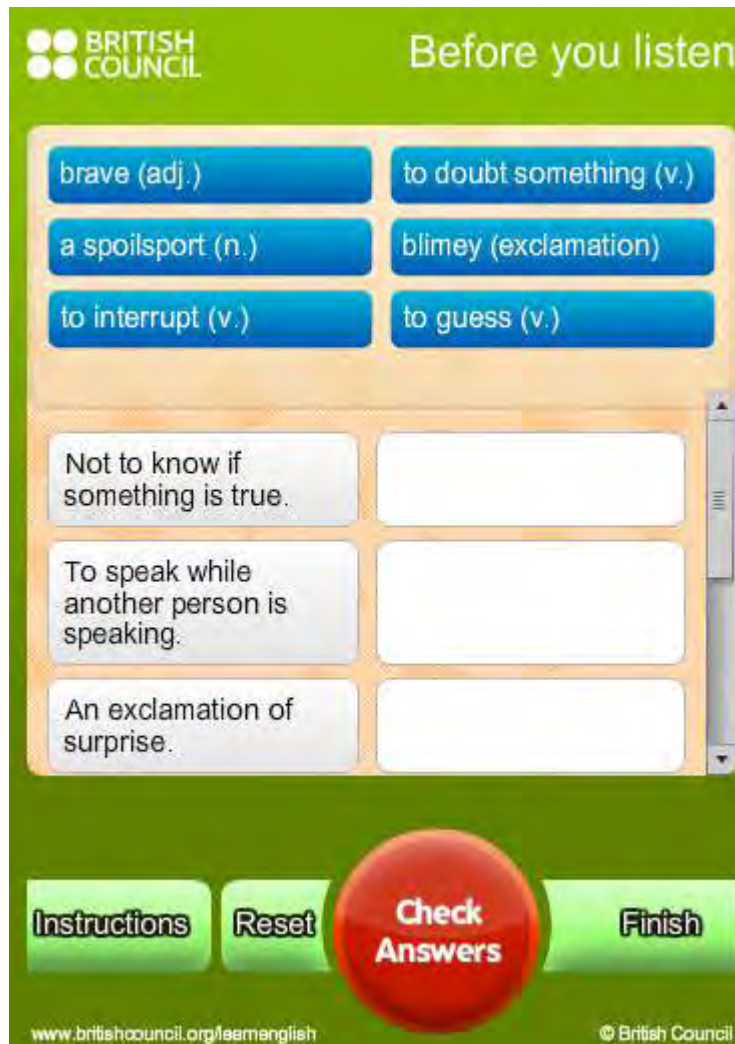 BRITISH
COUNCIL
Before you listen
brave (adj.)
to doubt something (v.)
a spoilsport (n.)
blimey (exclamation)
to interrupt (v.)
to guess (v.)
Not to know if
something is true.
To speak while
another person is
speaking.
An exclamation of
surprise.
Instructions
Reset
Check
Answers
Finish
www.britishcouncil.org/learnenglish
© British Council